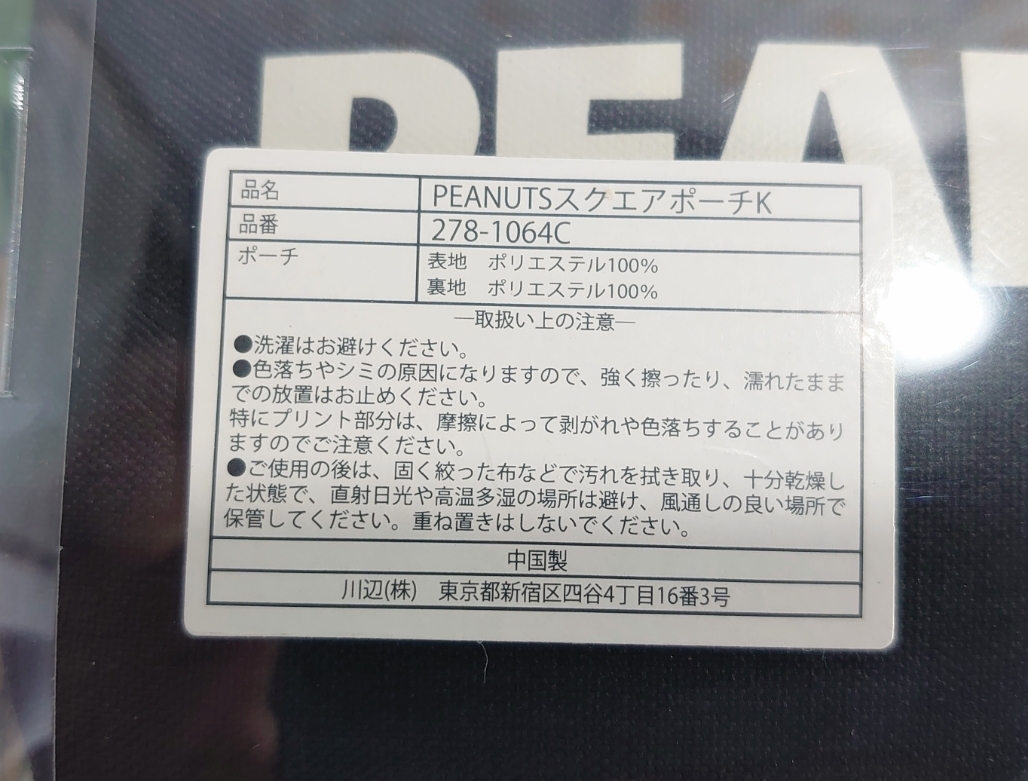 PEAN
品名 PEANUTSスクエアポーチK
品番 278-1064C
ポーチ 表地 ポリエステル100%
裏地 ポリエステル100%
―取扱い上の注意―
●洗濯はお避けください。
●色落ちやシミの原因になりますので、強く擦ったり、濡れたまま
での放置はお止めください。
特にプリント部分は、摩擦によって剥がれや色落ちすることがあり
ますのでご注意ください。
●ご使用の後は、固く絞った布などで汚れを拭き取り、十分乾燥し
た状態で、直射日光や高温多湿の場所は避け、風通しの良い場所で
保管してください。重ね置きはしないでください。
中国製
川辺(株) 東京都新宿区四谷4丁目16番3号